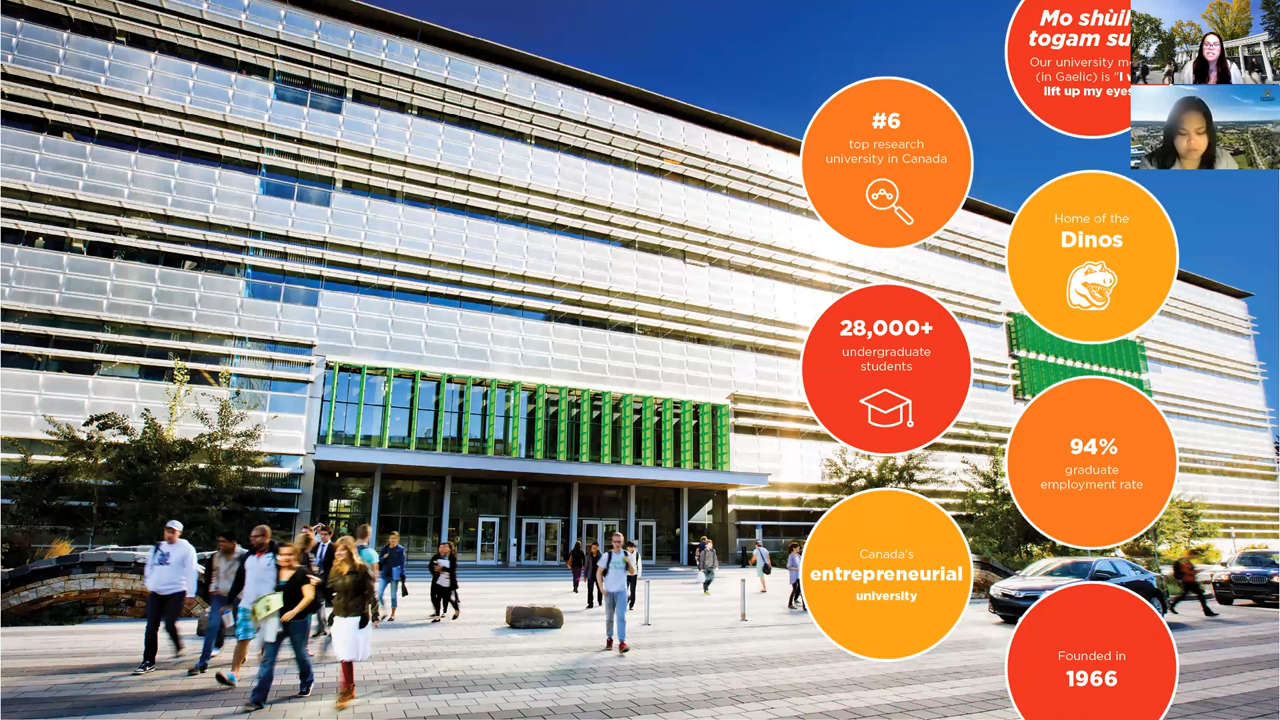 Mo shùil
togam su
Our university m
(in Gaelic) is "I
lift up my eyes
#6
top research
university in Canada
Home of the
Dinos
28,000+
undergraduate
students
94%
graduate
employment rate
Canada's
entrepreneurial
university
Founded in
1966